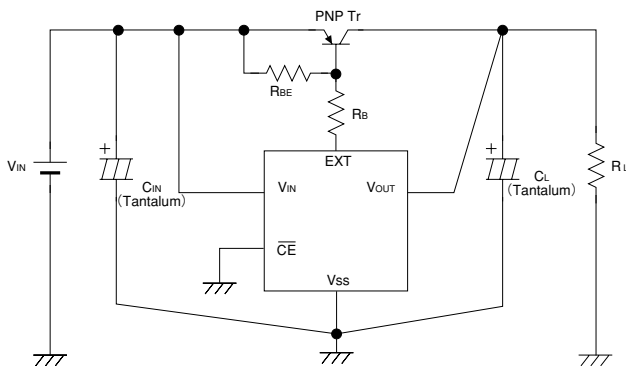 PNP Tr
RBE
RB
EXT
VIN
+
CIN
(Tantalum)
VIN
VOUT
+
CL
(Tantalum)
RL
CE
VSS